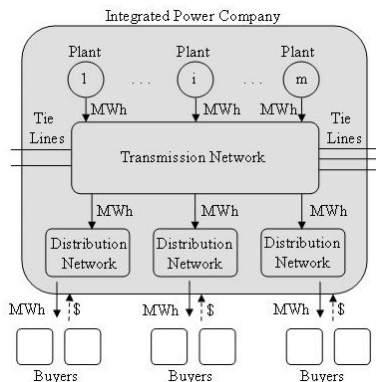 Integrated Power Company
Plant Plant Plant
1 . . . i . . . m
MWh MWh MWh
Tie
Lines
Tie
Lines
Transmission Network
MWh MWh MWh
Distribution
Network
Distribution
Network
Distribution
Network
MWh $ MWh $ MWh $
Buyers Buyers Buyers